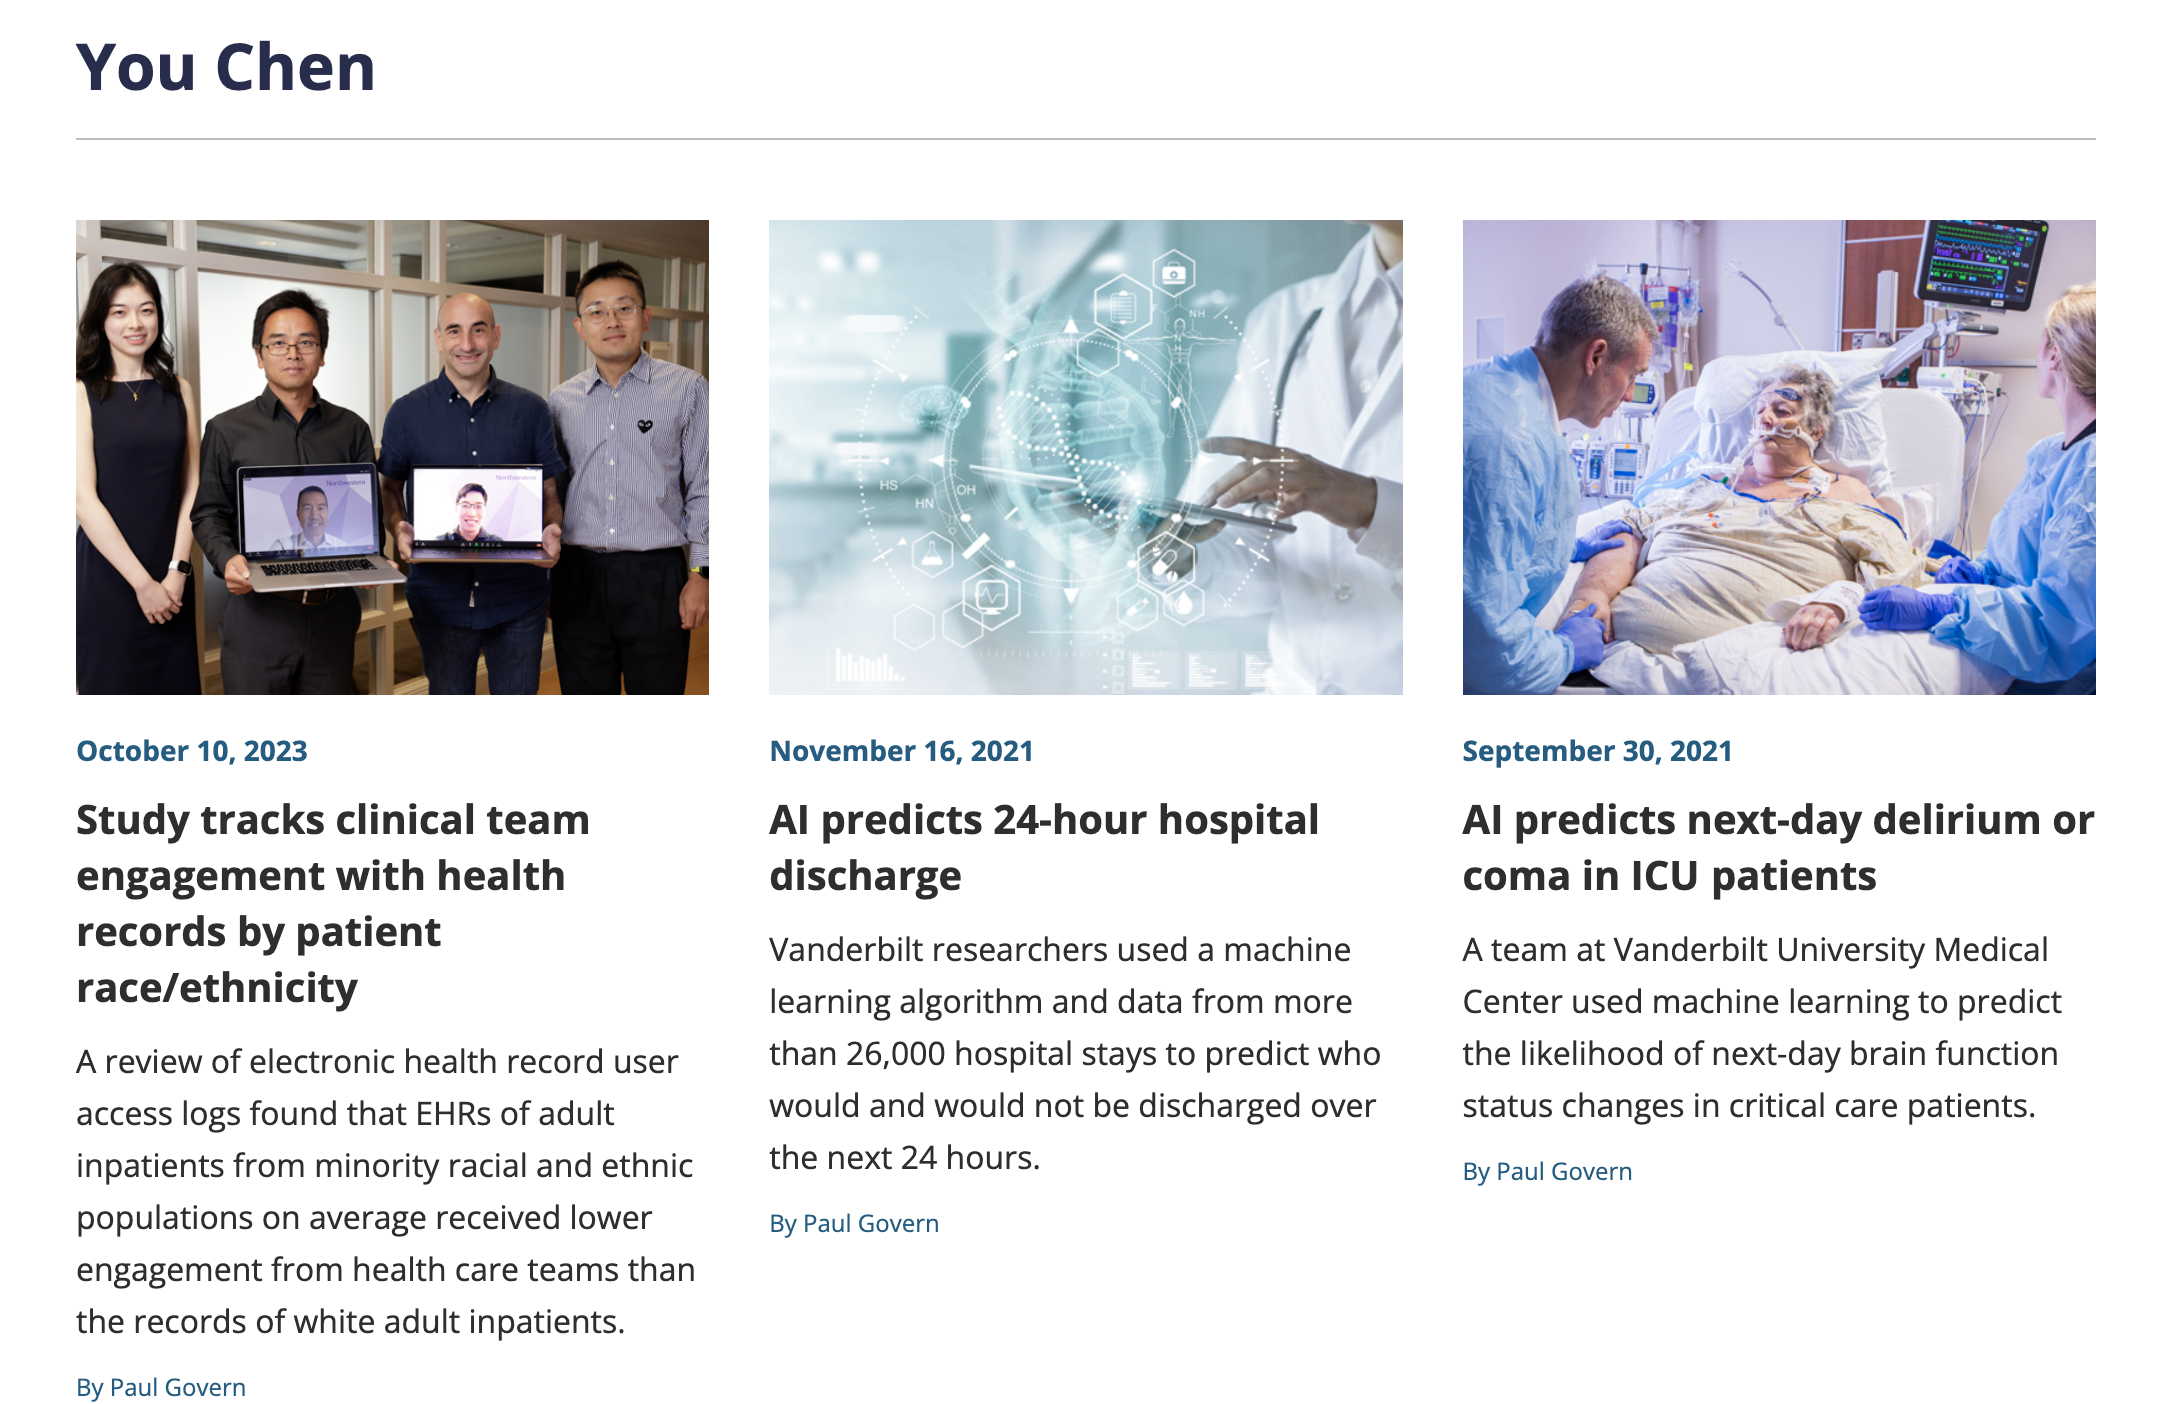 You Chen
Northwestern
Northwestern
NH
HS
HN
OH
October 10, 2023
Study tracks clinical team
engagement with health
records by patient
race/ethnicity
A review of electronic health record user
access logs found that EHRs of adult
inpatients from minority racial and ethnic
populations on average received lower
engagement from health care teams than
the records of white adult inpatients.
By Paul Govern
November 16, 2021
AI predicts 24-hour hospital
discharge
Vanderbilt researchers used a machine
learning algorithm and data from more
than 26,000 hospital stays to predict who
would and would not be discharged over
the next 24 hours.
By Paul Govern
September 30, 2021
AI predicts next-day delirium or
coma in ICU patients
A team at Vanderbilt University Medical
Center used machine learning to predict
the likelihood of next-day brain function
status changes in critical care patients.
By Paul Govern